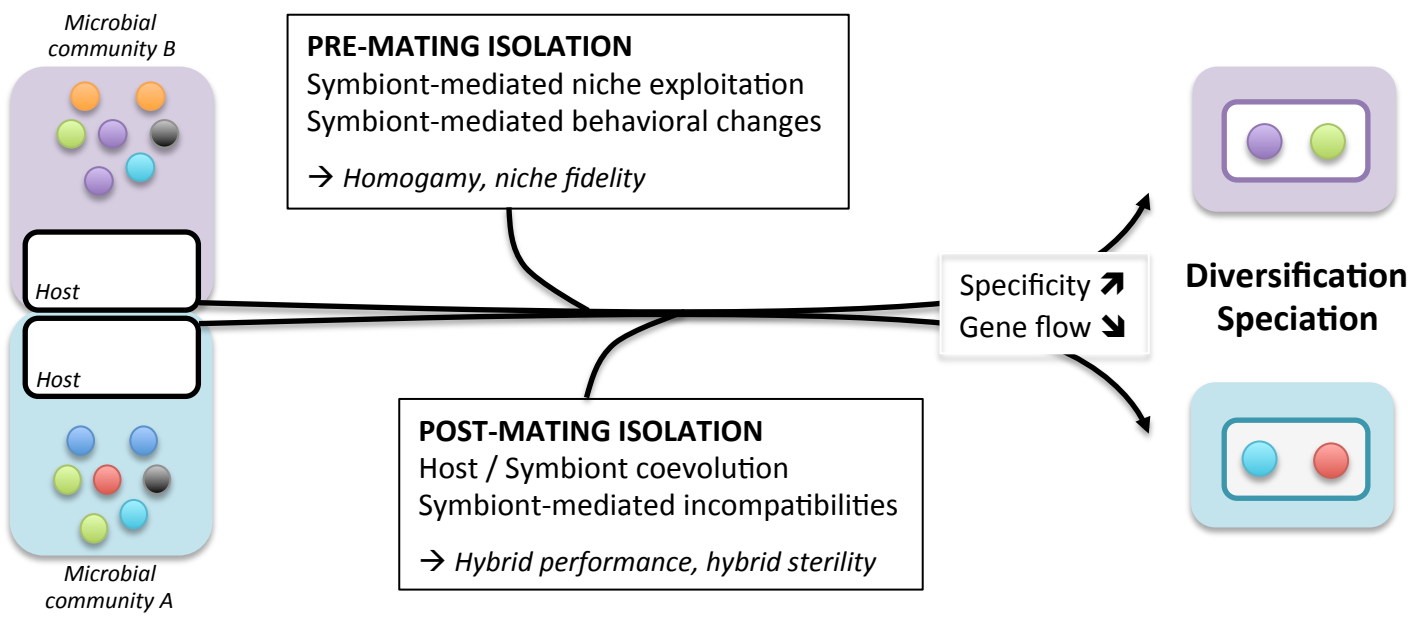 Microbial
community B
Host
Host
Microbial
community A
PRE-MATING ISOLATION
Symbiont-mediated niche exploitation
Symbiont-mediated behavioral changes
→ Homogamy, niche fidelity
POST-MATING ISOLATION
Host / Symbiont coevolution
Symbiont-mediated incompatibilities
→ Hybrid performance, hybrid sterility
Specificity ↗
Gene flow ↘
Diversification
Speciation